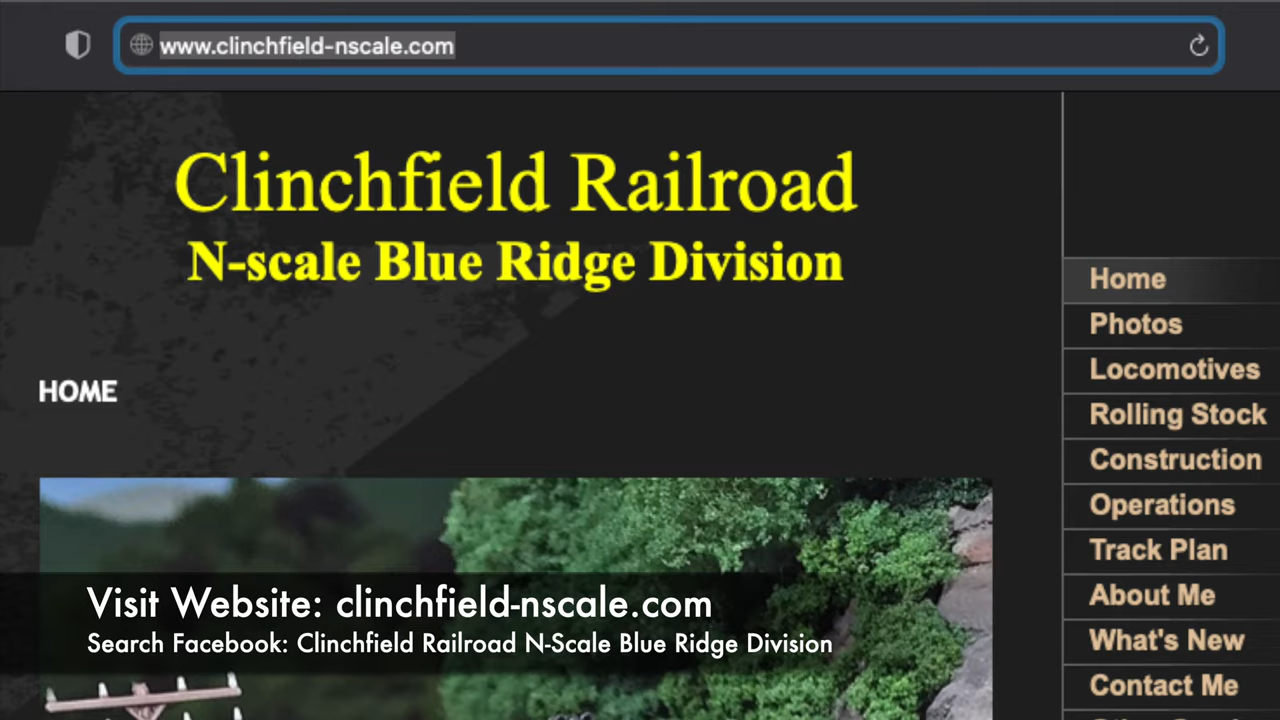 www.clinchfield-nscale.com
Clinchfield Railroad
N-scale Blue Ridge Division
Home
Photos
Locomotives
Rolling Stock
Construction
Operations
Track Plan
About Me
What's New
Contact Me
HOME
Visit Website: clinchfield-nscale.com
Search Facebook: Clinchfield Railroad N-Scale Blue Ridge Division